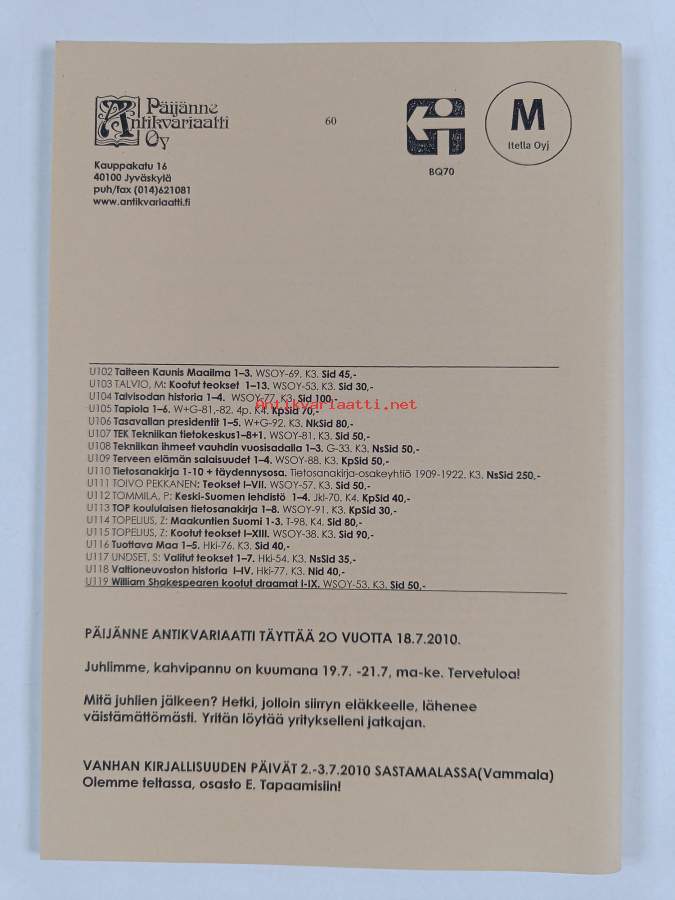 Päijänne
Antikvariaatti
Oy
60
M
Itella Oyj
BQ70
Kauppakatu 16
40100 Jyväskylä
puh/fax (014)621081
www.antikvariaatti.fi
U102 Taiteen Kaunis Maailma 1–3. WSOY-69. K3. Sid 45,-
U103 TALVIO, M: Kootut teokset 1–13. WSOY-53. K3. Sid 30,-
U104 Talvisodan historia 1–4. WSOY-77. K3. Sid 100,-
Antikvariaatti.net
U105 Tapiola 1–6. W+G-81,-82. 4p. K4. KpSid 70,-
U106 Tasavallan presidentit 1–5. W+G-92. K3. NkSid 80,-
U107 TEK Tekniikan tietokeskus1–8+1. WSOY-81. K3. Sid 50,-
U108 Tekniikan ihmeet vauhdin vuosisadalla 1–3. G-33. K3. NsSid 50,-
U109 Terveen elämän salaisuudet 1–4. WSOY-88. K3. KpSid 50,-
U110 Tietosanakirja 1-10 + täydennysosa. Tietosanakirja-osakeyhtiö 1909-1922. K3. NsSid 250,-
U111 TOIVO PEKKANEN: Teokset I–VII. WSOY-57. K3. Sid 50,-
U112 TOMMILA, P: Keski-Suomen lehdistö 1–4. Jkl-70. K4. KpSid 40,-
U113 TOP koululaisen tietosanakirja 1–8. WSOY-91. K3. KpSid 30,-
U114 TOPELIUS, Z: Maakuntien Suomi 1-3. T-98. K4. Sid 80,-
U115 TOPELIUS, Z: Kootut teokset I–XIII. WSOY-38. K3. Sid 90,-
U116 Tuottava Maa 1–5. Hki-76. K3. Sid 40,-
U117 UNDSET, S: Valitut teokset 1–7. Hki-54. K3. NsSid 35,-
U118 Valtioneuvoston historia I–IV. Hki-77. K3. Nid 40,-
U119 William Shakespearen kootut draamat I-IX. WSOY-53. K3. Sid 50,-
PÄIJÄNNE ANTIKVARIAATTI TÄYTTÄÄ 2O VUOTTA 18.7.2010.
Juhlimme, kahvipannu on kuumana 19.7. -21.7, ma-ke. Tervetuloa!
Mitä juhlien jälkeen? Hetki, jolloin siirryn eläkkeelle, lähenee
väistämättömästi. Yritän löytää yritykselleni jatkajan.
VANHAN KIRJALLISUUDEN PÄIVÄT 2.-3.7.2010 SASTAMALASSA(Vammala)
Olemme teltassa, osasto E. Tapaamisiin!